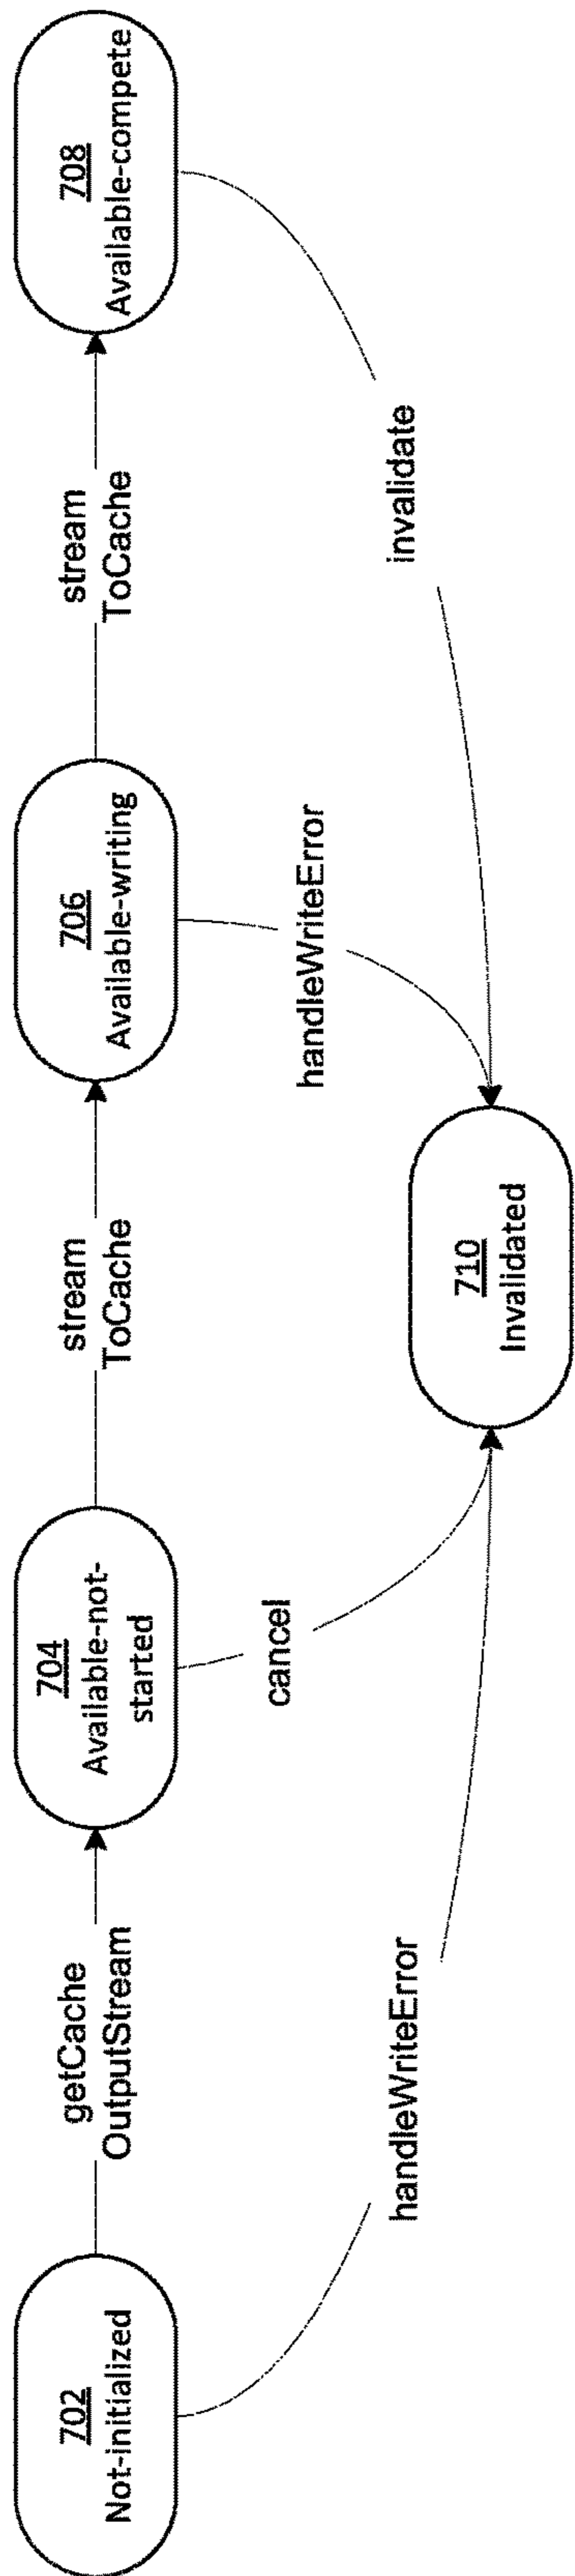 702
Not-initialized
getCache
OutputStream
704
Available-not-
started
stream
ToCache
706
Available-writing
stream
ToCache
708
Available-compete
handleWriteError
cancel
handleWriteError
invalidate
710
Invalidated